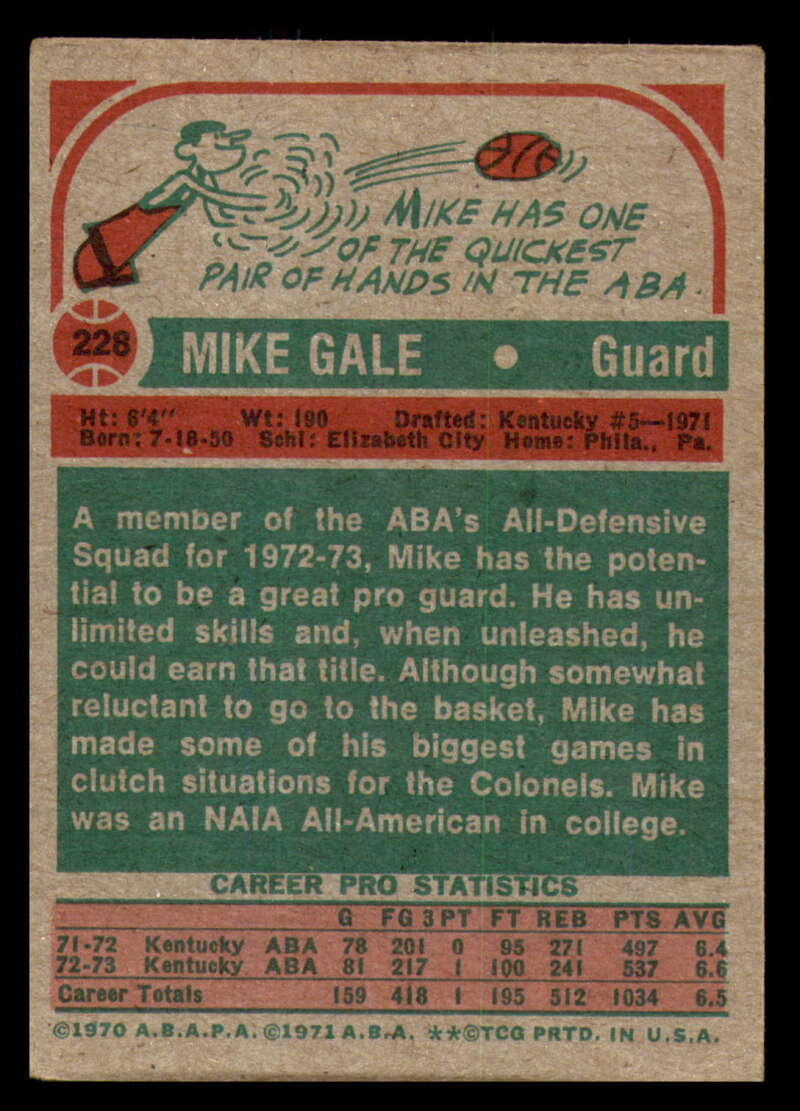 MIKE HAS ONE
OF THE QUICKEST
PAIR OF HANDS IN THE ABA.
228 MIKE GALE • Guard
Ht: 6'4" Wt: 190 Drafted: Kentucky #5—1971
Born: 7-18-50 Schl: Elizabeth City Home: Phila., Pa.
A member of the ABA's All-Defensive
Squad for 1972-73, Mike has the poten-
tial to be a great pro guard. He has un-
limited skills and, when unleashed, he
could earn that title. Although somewhat
reluctant to go to the basket, Mike has
made some of his biggest games in
clutch situations for the Colonels. Mike
was an NAIA All-American in college.
CAREER PRO STATISTICS
G FG 3PT FT REB PTS AVG
71-72 Kentucky ABA 78 201 0 95 271 497 6.4
72-73 Kentucky ABA 81 217 1 100 241 537 6.6
Career Totals 159 418 1 195 512 1034 6.5
©1970 A.B.A.P.A. ©1971 A.B.A. **©TCG PRTD. IN U.S.A.